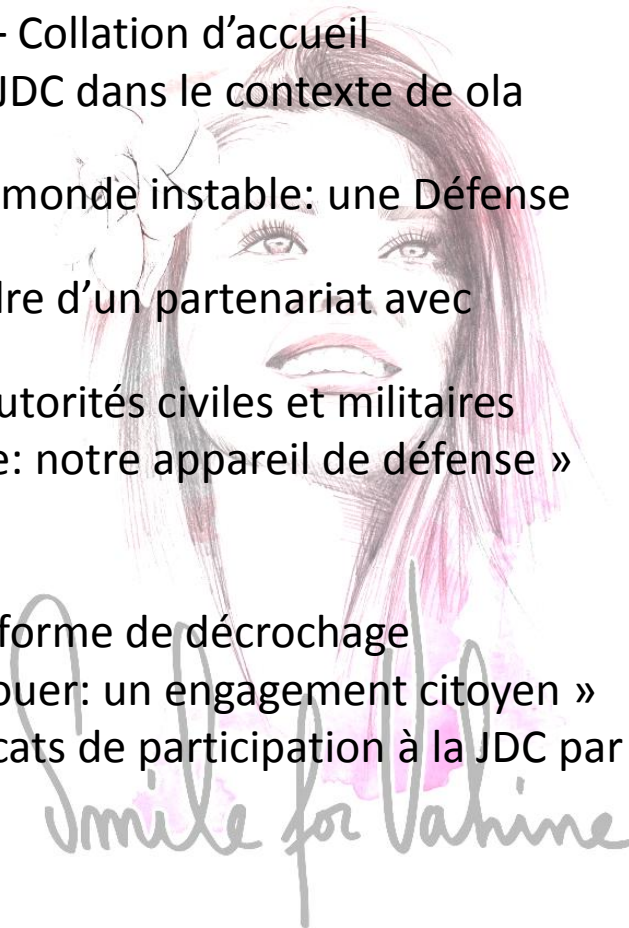 - Collation d’accueil
JDC dans le contexte de ola
monde instable: une Défense
dre d’un partenariat avec
utorités civiles et militaires
e: notre appareil de défense »
forme de décrochage
ouer: un engagement citoyen »
cats de participation à la JDC par
Smile for Vahine